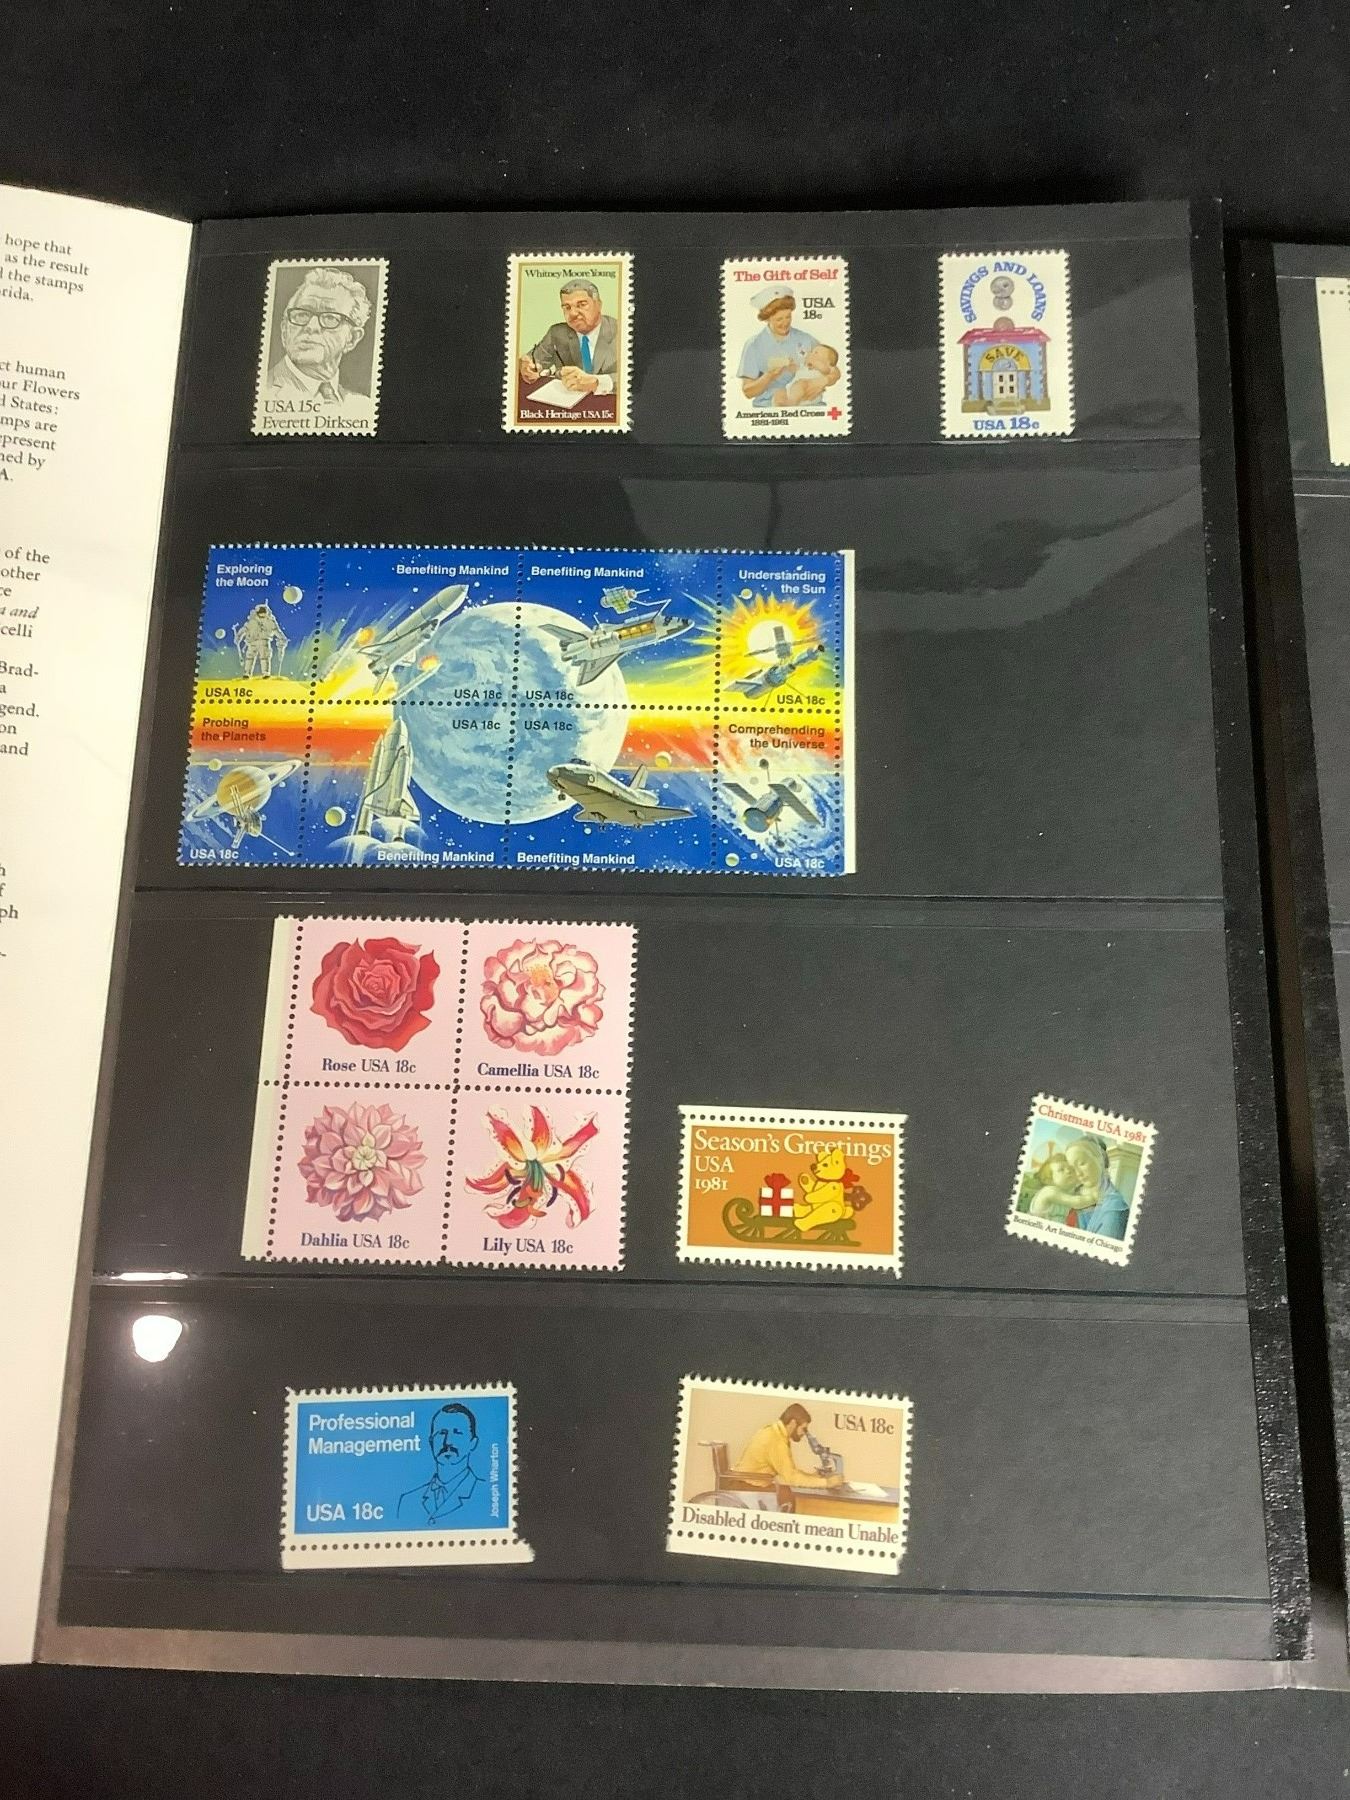 hope that
as the result
the stamps
rida.
ct human
our Flowers
d States:
mps are
epresent
ned by
A.
of the
other
ce
a and
celli
Brad-
a
gend.
on
and
h
f
ph
USA 15c
Everett Dirksen
Whitney Moore Young
Black Heritage USA 15c
The Gift of Self
USA
18c
American Red Cross
1881-1981
SAVINGS AND LOANS
SAVE
USA 18c
Exploring
the Moon
USA 18c
Benefiting Mankind
USA 18c
Benefiting Mankind
USA 18c
Understanding
the Sun
USA 18c
Probing
the Planets
USA 18c
USA 18c
Benefiting Mankind
USA 18c
Benefiting Mankind
Comprehending
the Universe
USA 18c
Rose USA 18c
Camellia USA 18c
Dahlia USA 18c
Lily USA 18c
Season's Greetings
USA
1981
Christmas USA 1981
Botticelli: Art Institute of Chicago
Professional
Management
USA 18c
Joseph Wharton
USA 18c
Disabled doesn't mean Unable